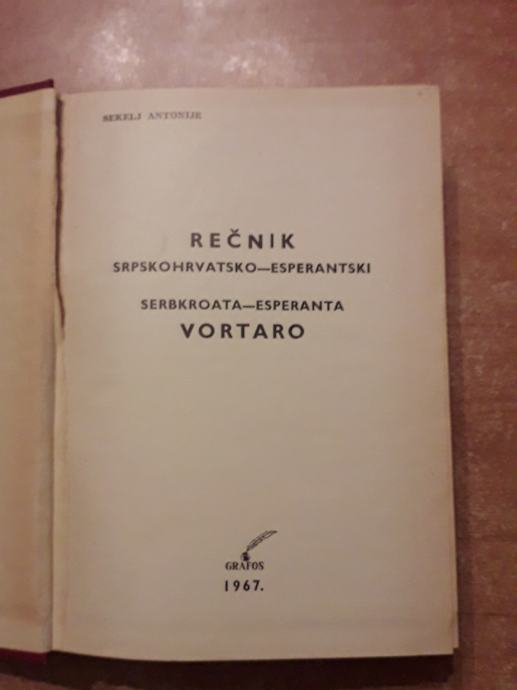 SEKELJ ANTONIJE
REČNIK
SRPSKOHRVATSKO—ESPERANTSKI
SERBKROATA—ESPERANTA
VORTARO
GRAFOS
1967.